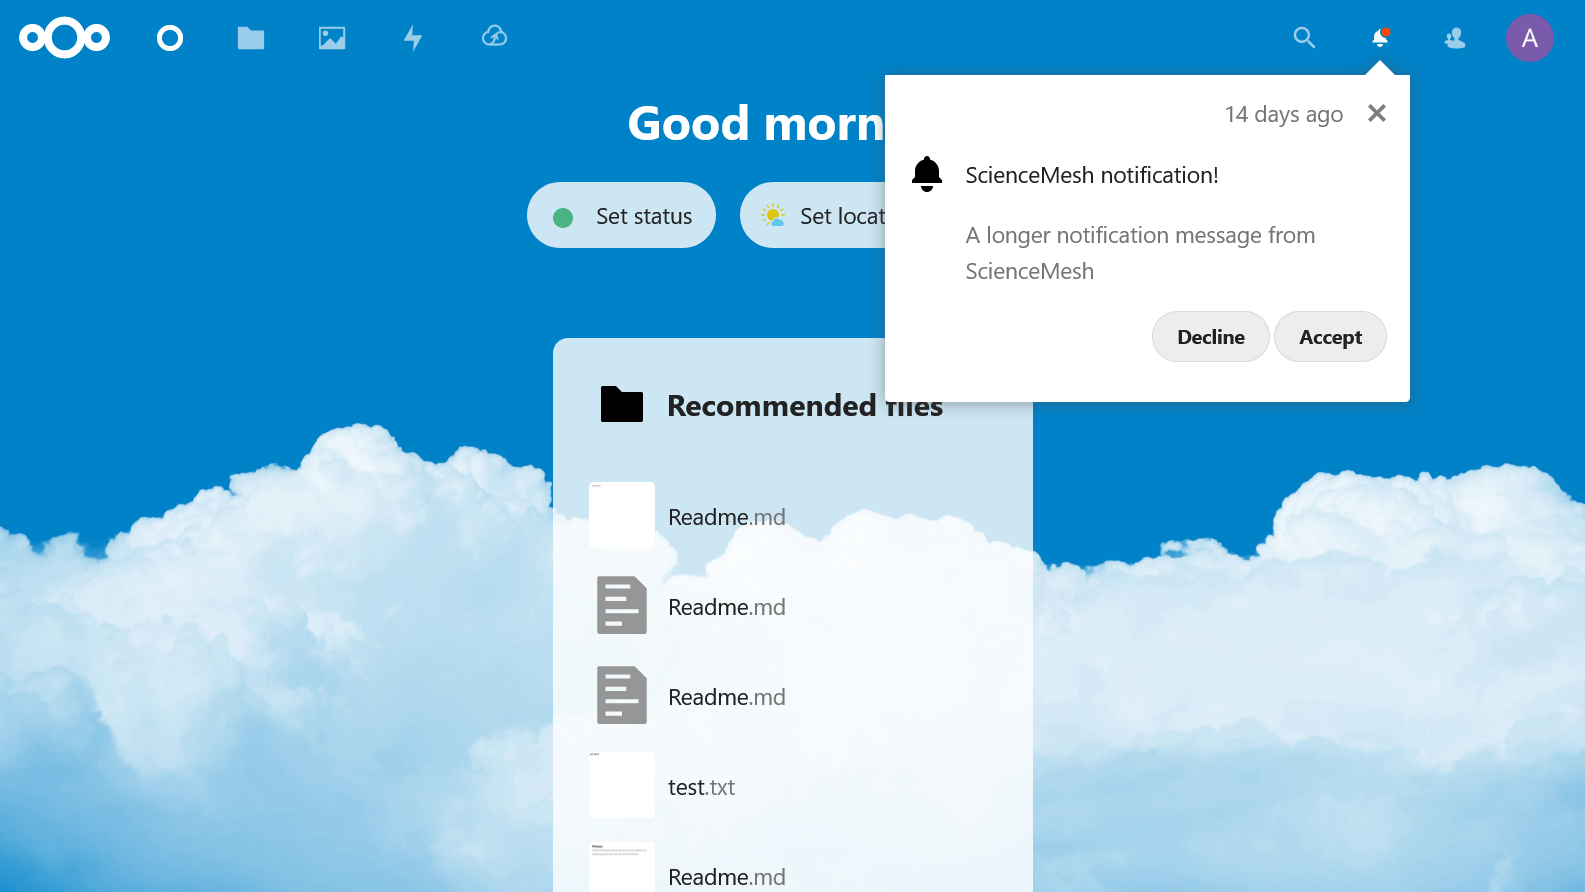 A
14 days ago
Good morn
ScienceMesh notification!
Set status
Set locat
A longer notification message from
ScienceMesh
Decline
Accept
Recommended files
Readme.md
Readme.md
Readme.md
test.txt
Readme.md